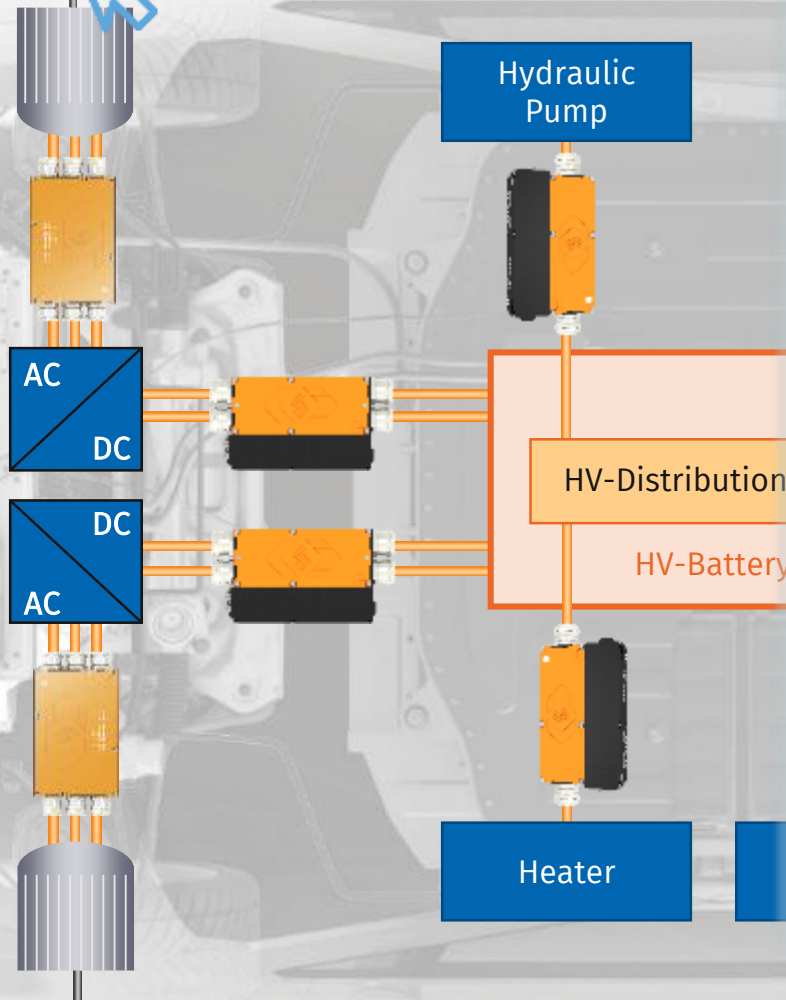 Hydraulic
Pump
AC
DC
HV-Distribution
DC
HV-Battery
AC
Heater